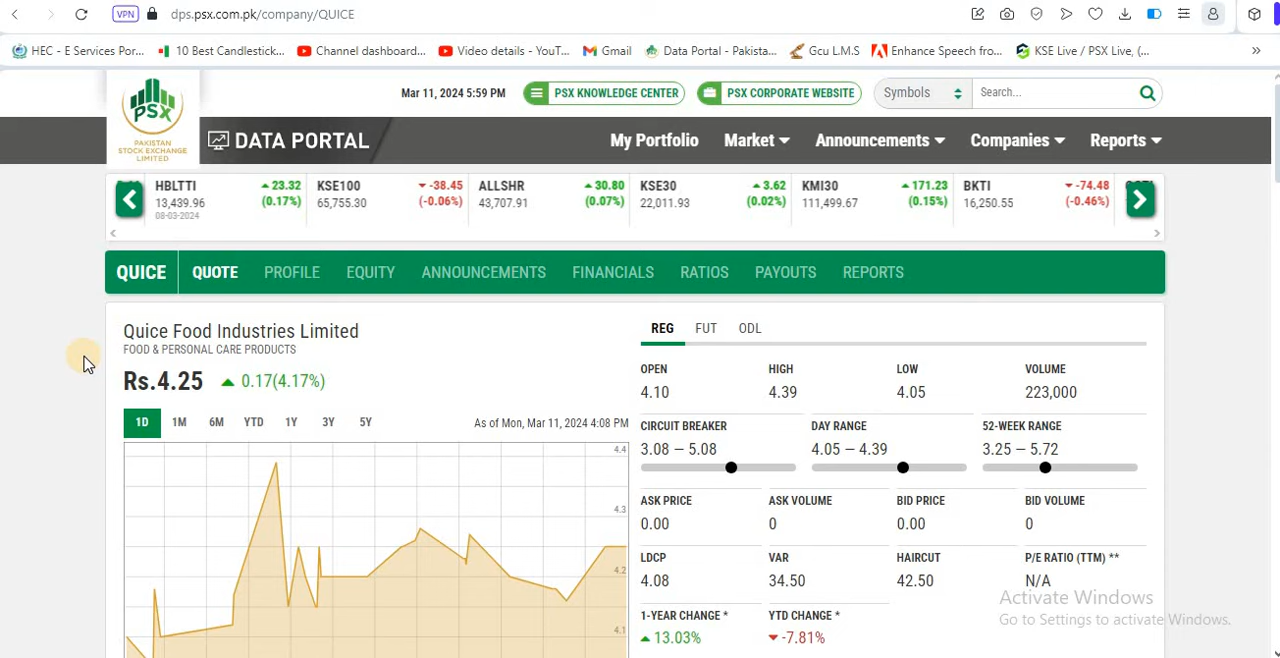 VPN dps.psx.com.pk/company/QUICE
HEC - E Services Por... 10 Best Candlestick... Channel dashboard... Video details - YouT... Gmail Data Portal - Pakista... Gcu L.M.S Enhance Speech fro... KSE Live / PSX Live, (... »
PSX
PAKISTAN
STOCK EXCHANGE
LIMITED
Mar 11, 2024 5:59 PM PSX KNOWLEDGE CENTER PSX CORPORATE WEBSITE Symbols Search...
DATA PORTAL My Portfolio Market Announcements Companies Reports
HBLTTI 23.32 KSE100 -38.45 ALLSHR 30.80 KSE30 3.62 KMI30 171.23 BKTI -74.48
13,439.96 (0.17%) 65,755.30 (-0.06%) 43,707.91 (0.07%) 22,011.93 (0.02%) 111,499.67 (0.15%) 16,250.55 (-0.46%)
08-03-2024
QUICE QUOTE PROFILE EQUITY ANNOUNCEMENTS FINANCIALS RATIOS PAYOUTS REPORTS
Quice Food Industries Limited
FOOD & PERSONAL CARE PRODUCTS
Rs.4.25 0.17(4.17%)
1D 1M 6M YTD 1Y 3Y 5Y As of Mon, Mar 11, 2024 4:08 PM
4.4
4.3
4.2
4.1
REG FUT ODL
OPEN HIGH LOW VOLUME
4.10 4.39 4.05 223,000
CIRCUIT BREAKER DAY RANGE 52-WEEK RANGE
3.08 — 5.08 4.05 — 4.39 3.25 — 5.72
ASK PRICE ASK VOLUME BID PRICE BID VOLUME
0.00 0 0.00 0
LDCP VAR HAIRCUT P/E RATIO (TTM) **
4.08 34.50 42.50 N/A
1-YEAR CHANGE * YTD CHANGE *
13.03% -7.81%
Activate Windows
Go to Settings to activate Windows.